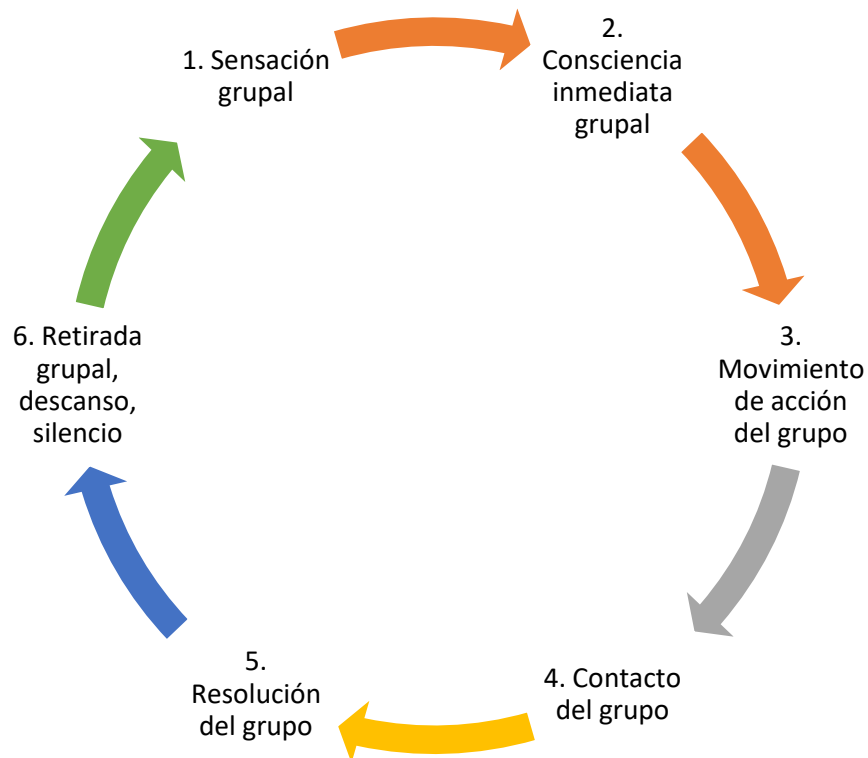 1. Sensación
grupal
2.
Consciencia
inmediata
grupal
3.
Movimiento
de acción
del grupo
4. Contacto
del grupo
5.
Resolución
del grupo
6. Retirada
grupal,
descanso,
silencio